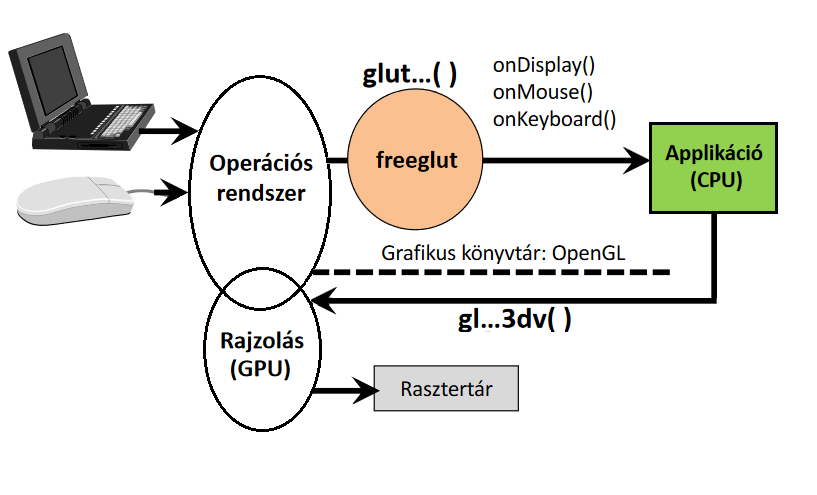 glut…( )
onDisplay()
onMouse()
onKeyboard()
Operációs
rendszer
freeglut
Applikáció
(CPU)
Grafikus könyvtár: OpenGL
gl…3dv( )
Rajzolás
(GPU)
Rasztertár